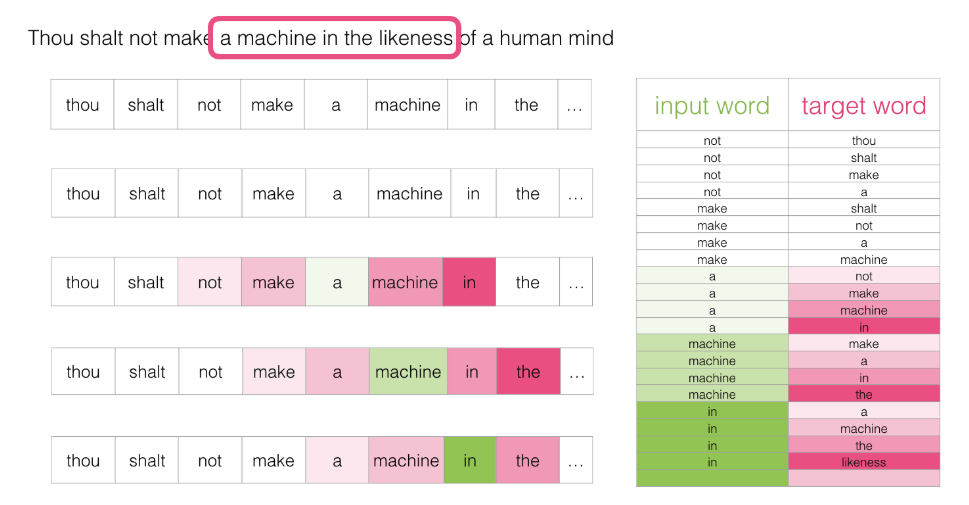 Thou shalt not make a machine in the likeness of a human mind
thou shalt not make a machine in the ...
thou shalt not make a machine in the ...
thou shalt not make a machine in the ...
thou shalt not make a machine in the ...
thou shalt not make a machine in the ...
input word target word
not thou
not shalt
not make
not a
make shalt
make not
make a
make machine
a not
a make
a machine
a in
machine make
machine a
machine in
machine the
in a
in machine
in the
in likeness